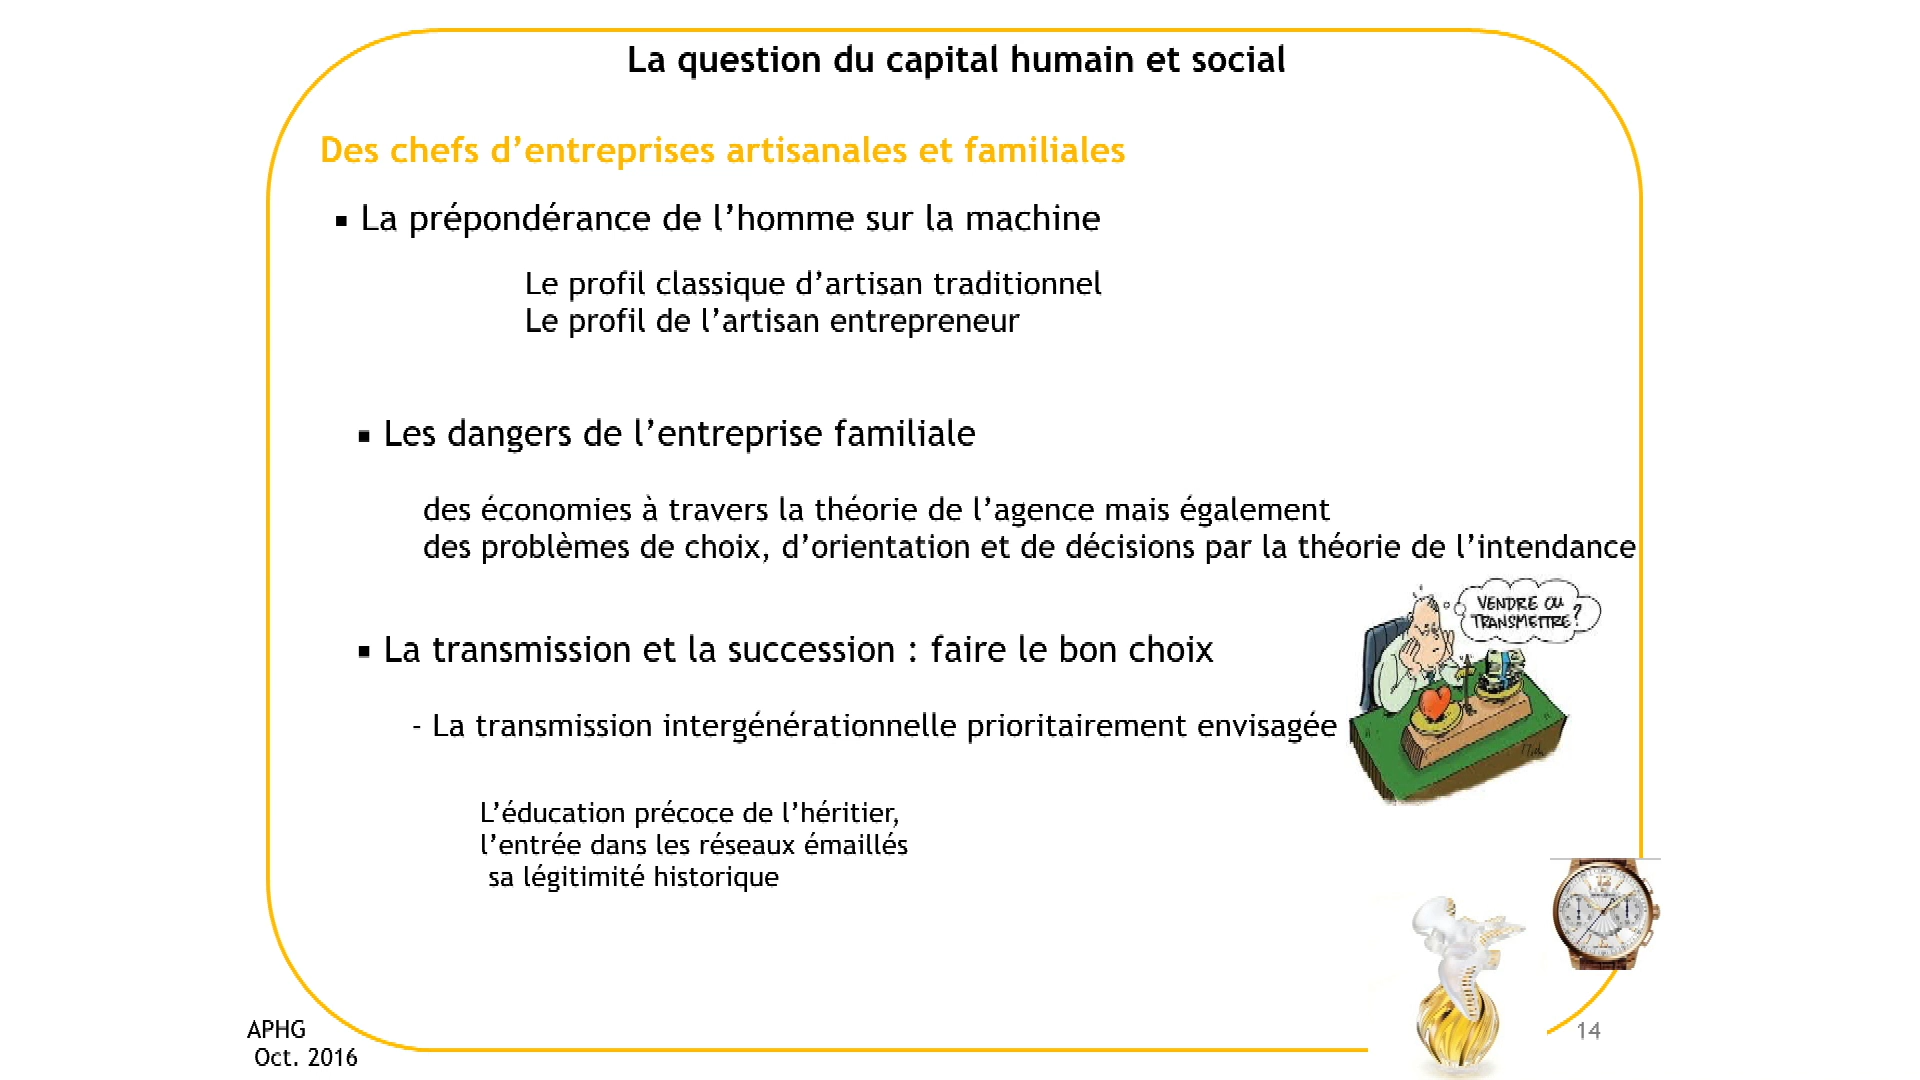 La question du capital humain et social
Des chefs d’entreprises artisanales et familiales
▪ La prépondérance de l’homme sur la machine
Le profil classique d’artisan traditionnel
Le profil de l’artisan entrepreneur
▪ Les dangers de l’entreprise familiale
des économies à travers la théorie de l’agence mais également
des problèmes de choix, d’orientation et de décisions par la théorie de l’intendance
VENDRE OU
TRANSMETTRE ?
▪ La transmission et la succession : faire le bon choix
- La transmission intergénérationnelle prioritairement envisagée
L’éducation précoce de l’héritier,
l’entrée dans les réseaux émaillés
sa légitimité historique
APHG
Oct. 2016
14